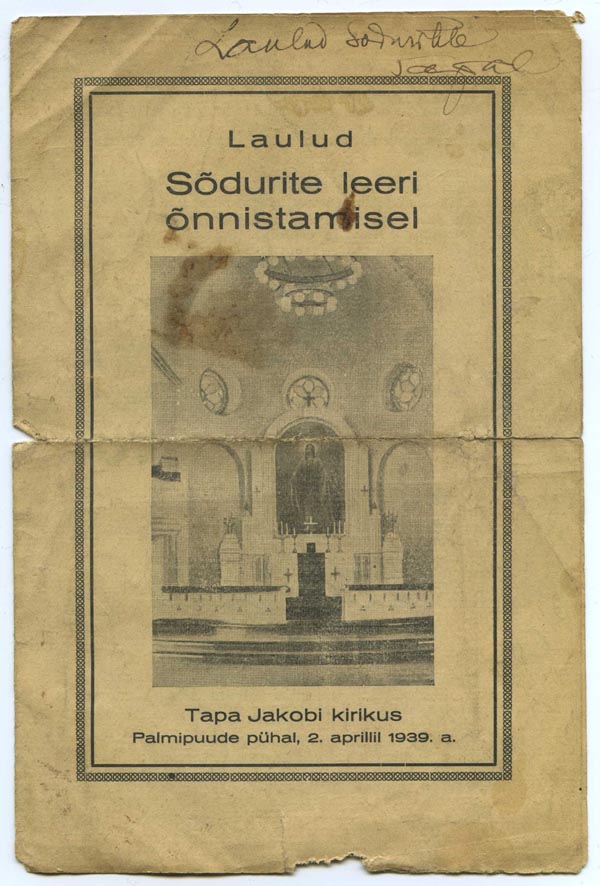 Laulud Sõduritele
Laulud
Sõdurite leeri
õnnistamisel
Tapa Jakobi kirikus
Palmipuude pühal, 2. aprillil 1939. a.